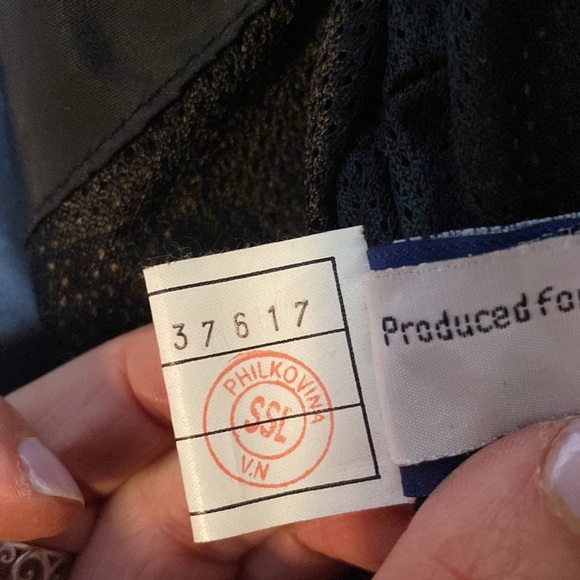 37617
PHILKOVINA
SSL
V.N
Produced for